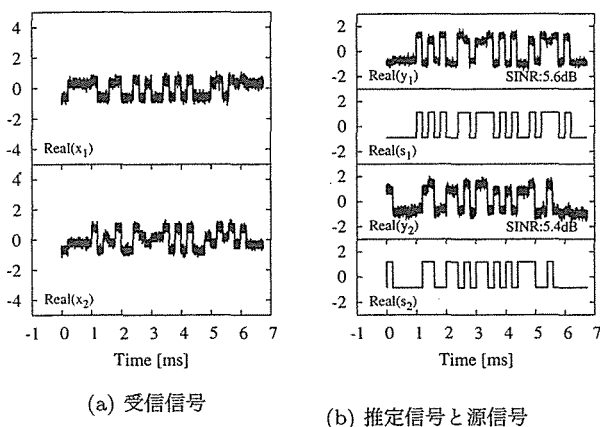 4
2
0
-2
-4
Real(x1)
4
2
0
-2
-4
Real(x2)
-1 0 1 2 3 4 5 6 7
Time [ms]
(a) 受信信号
2
0
-2
Real(y1)
SINR:5.6dB
2
0
-2
Real(s1)
2
0
-2
Real(y2)
SINR:5.4dB
2
0
-2
Real(s2)
-1 0 1 2 3 4 5 6 7
Time [ms]
(b) 推定信号と源信号